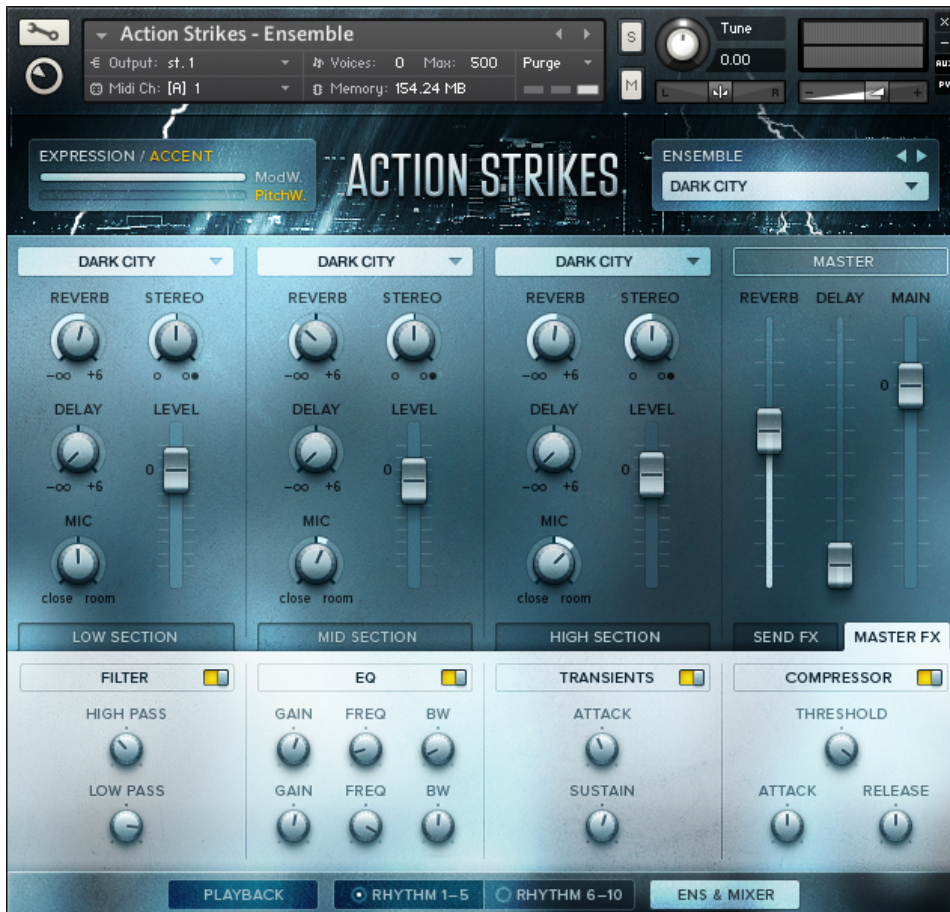 Action Strikes - Ensemble
S
Tune
Output: st.1
Voices: 0 Max: 500
Purge
0.00
Midi Ch: [A] 1
Memory: 154.24 MB
M
L R
- +
×
–
AUX
PV
EXPRESSION / ACCENT
ModW.
PitchW.
ACTION STRIKES
ENSEMBLE
DARK CITY
DARK CITY DARK CITY DARK CITY MASTER
REVERB STEREO REVERB STEREO REVERB STEREO REVERB DELAY MAIN
-∞ +6 -∞ +6 -∞ +6
0
DELAY LEVEL DELAY LEVEL DELAY LEVEL
0 0 0
-∞ +6 -∞ +6 -∞ +6
MIC MIC MIC
close room close room close room
LOW SECTION MID SECTION HIGH SECTION SEND FX MASTER FX
FILTER EQ TRANSIENTS COMPRESSOR
HIGH PASS GAIN FREQ BW ATTACK THRESHOLD
LOW PASS GAIN FREQ BW SUSTAIN ATTACK RELEASE
PLAYBACK RHYTHM 1–5 RHYTHM 6–10 ENS & MIXER